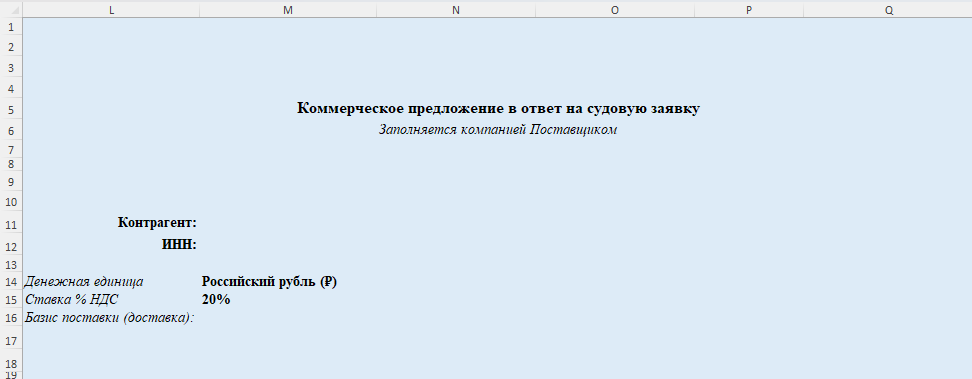 L M N O P Q
1
2
3
4
5 Коммерческое предложение в ответ на судовую заявку
6 Заполняется компанией Поставщиком
7
8
9
10
11 Контрагент:
12 ИНН:
13
14 Денежная единица Российский рубль (₽)
15 Ставка % НДС 20%
16 Базис поставки (доставка):
17
18
19